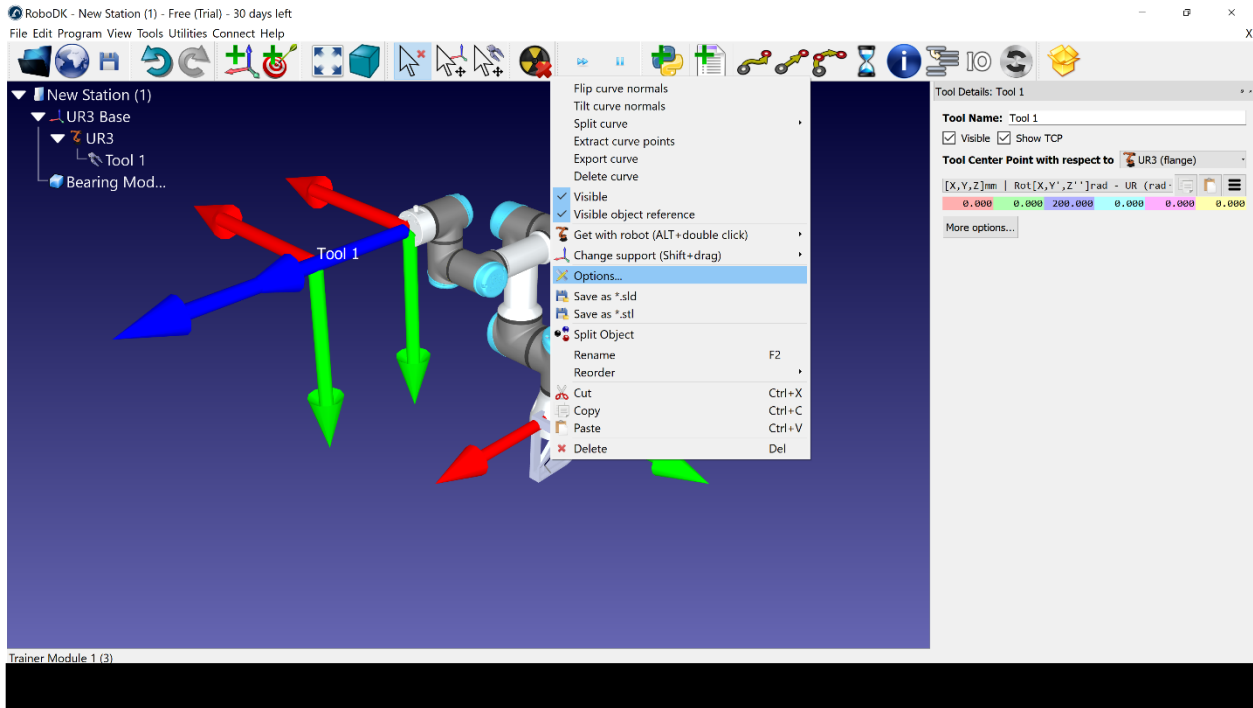 RoboDK - New Station (1) - Free (Trial) - 30 days left
File Edit Program View Tools Utilities Connect Help
X
IO
New Station (1)
UR3 Base
UR3
Tool 1
Bearing Mod...
Tool 1
Flip curve normals
Tilt curve normals
Split curve
Extract curve points
Export curve
Delete curve
Visible
Visible object reference
Get with robot (ALT+double click)
Change support (Shift+drag)
Options...
Save as *.sld
Save as *.stl
Split Object
Rename F2
Reorder
Cut Ctrl+X
Copy Ctrl+C
Paste Ctrl+V
Delete Del
Tool Details: Tool 1
Tool Name: Tool 1
Visible Show TCP
Tool Center Point with respect to UR3 (flange)
[X,Y,Z]mm | Rot[X,Y',Z'']rad - UR (rad
0.000 0.000 200.000 0.000 0.000 0.000
More options...
Trainer Module 1 (3)